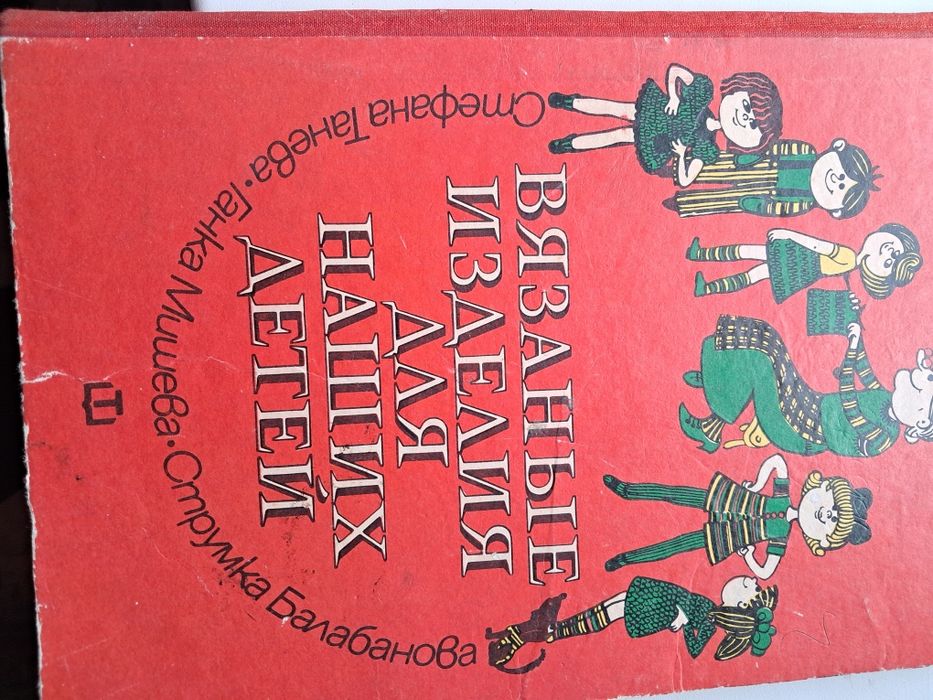 ВЯЗАНЫЕ
ИЗДЕЛИЯ
ДЛЯ
НАШИХ
ДЕТЕЙ
Стефана Танева · Ганка Мишева · Струмка Балабанова